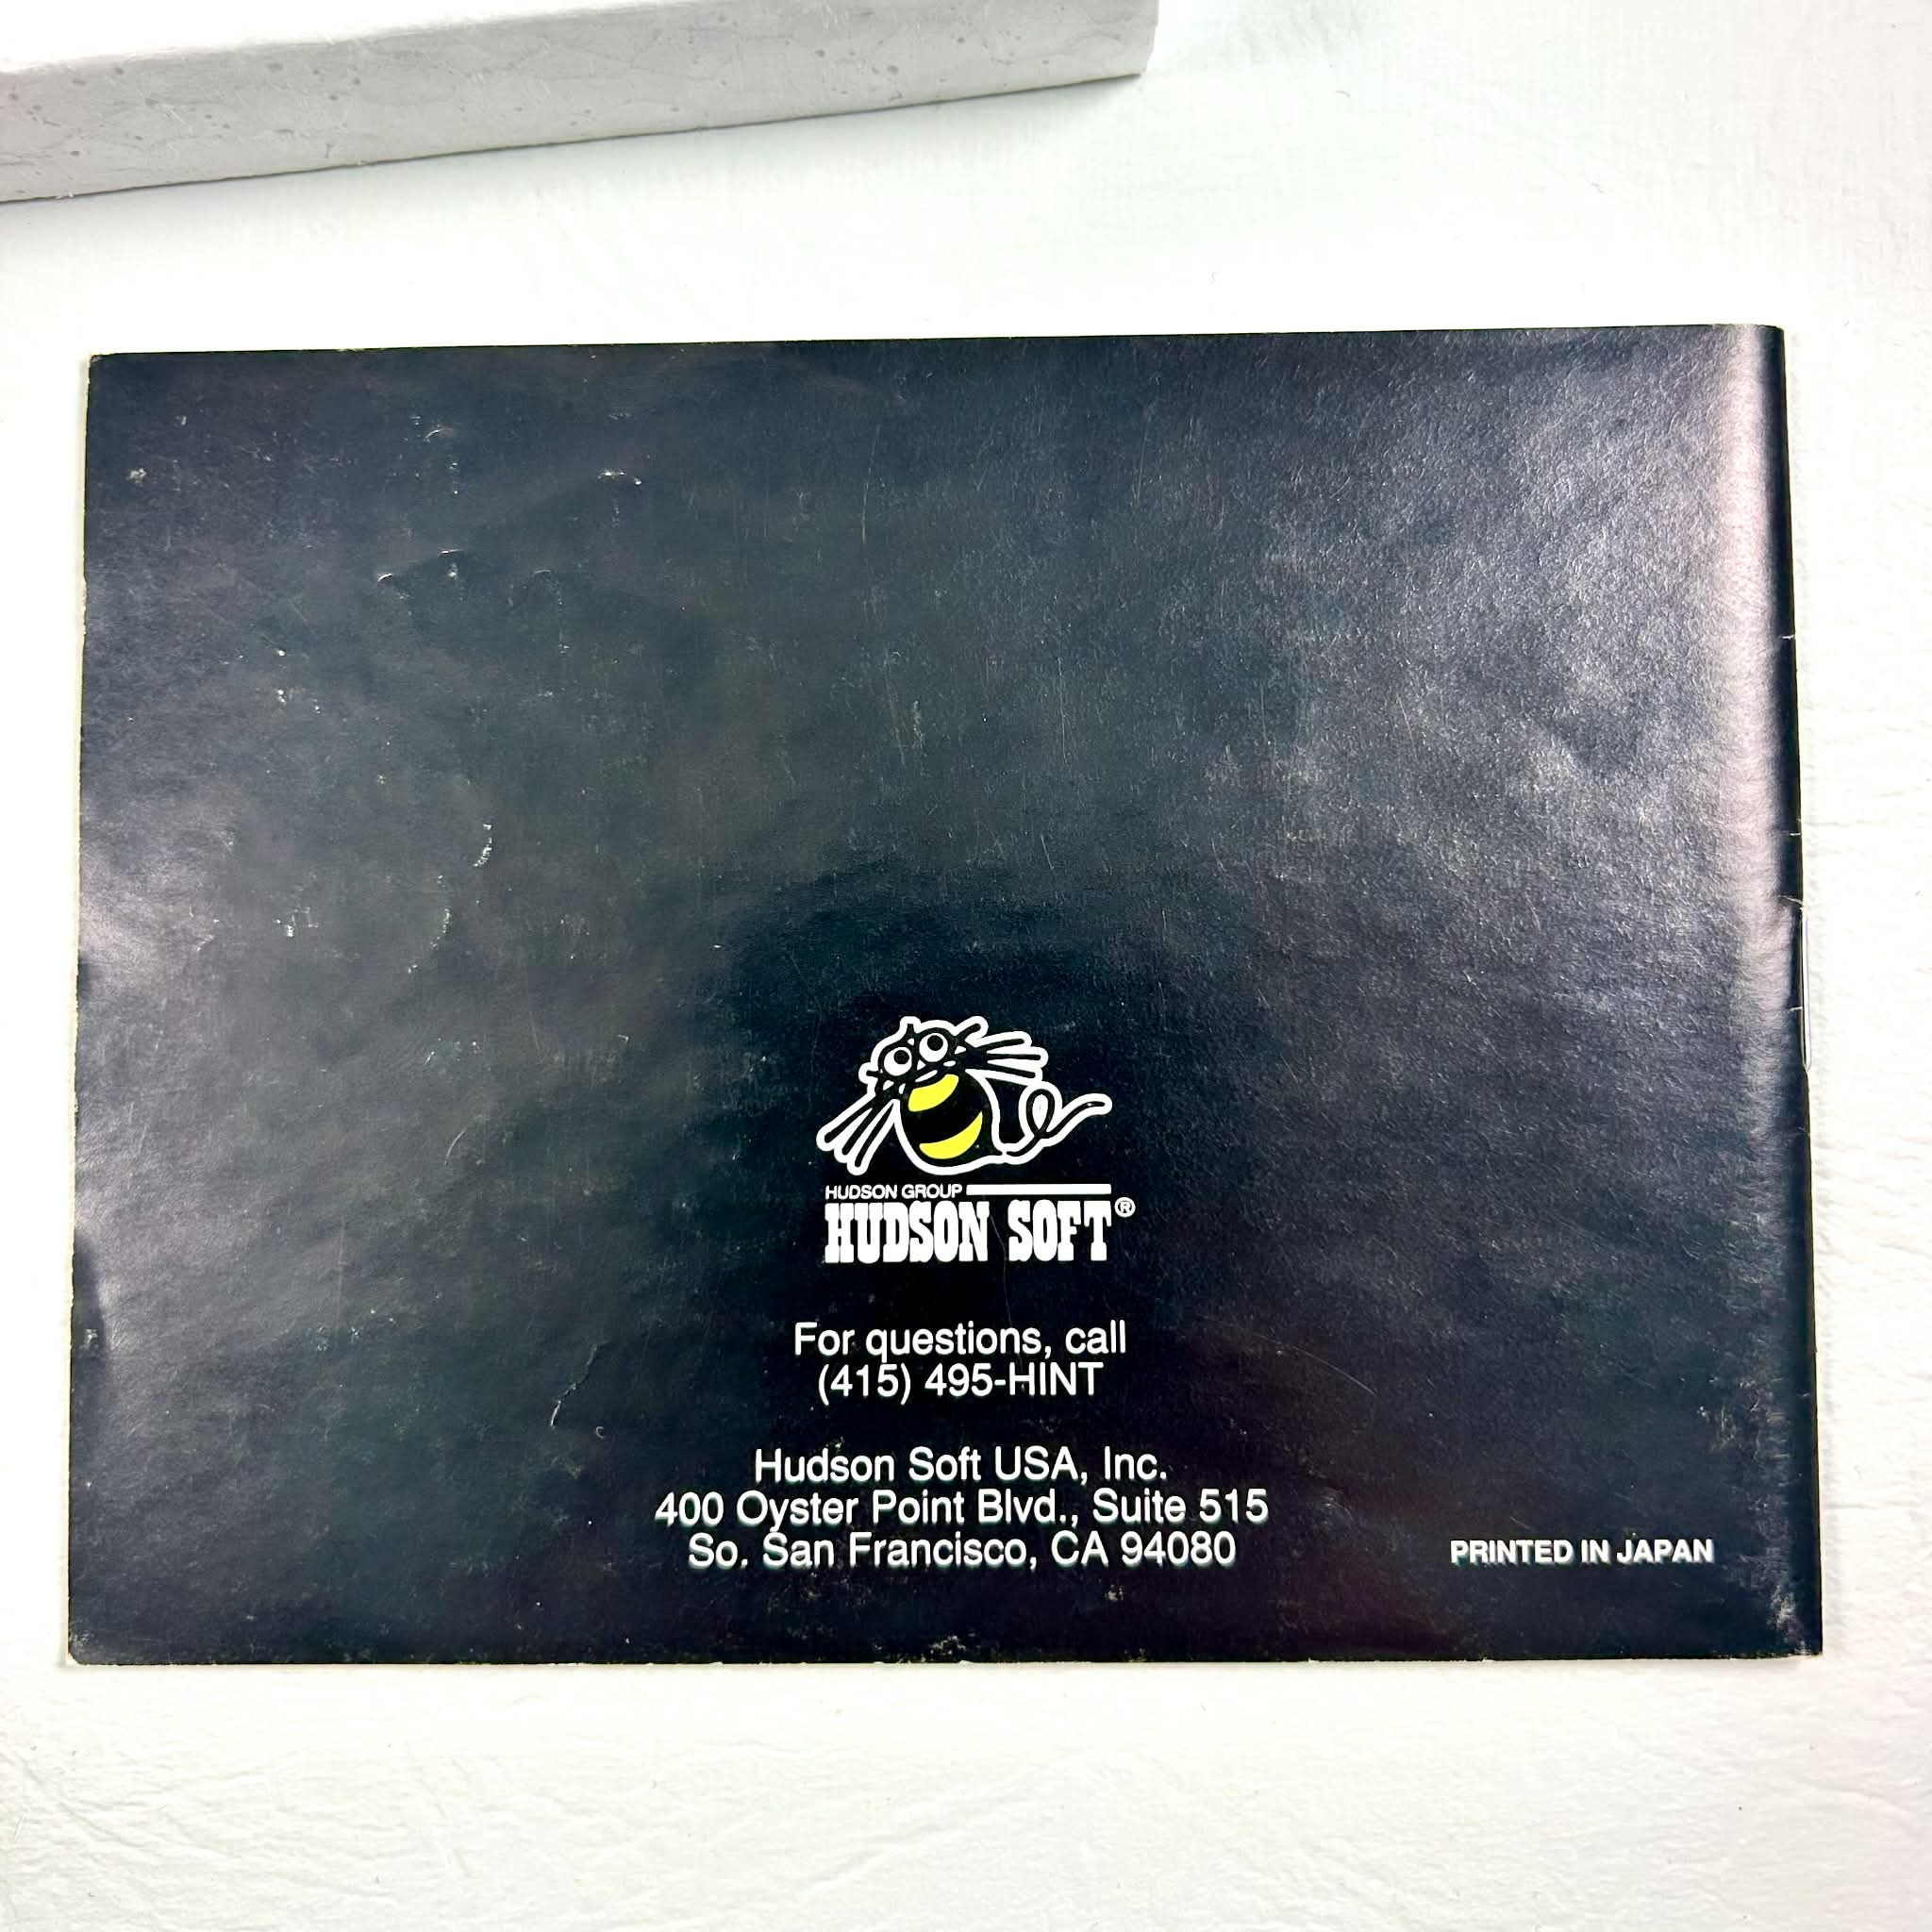 HUDSON GROUP
HUDSON SOFT®
For questions, call
(415) 495-HINT
Hudson Soft USA, Inc.
400 Oyster Point Blvd., Suite 515
So. San Francisco, CA 94080
PRINTED IN JAPAN